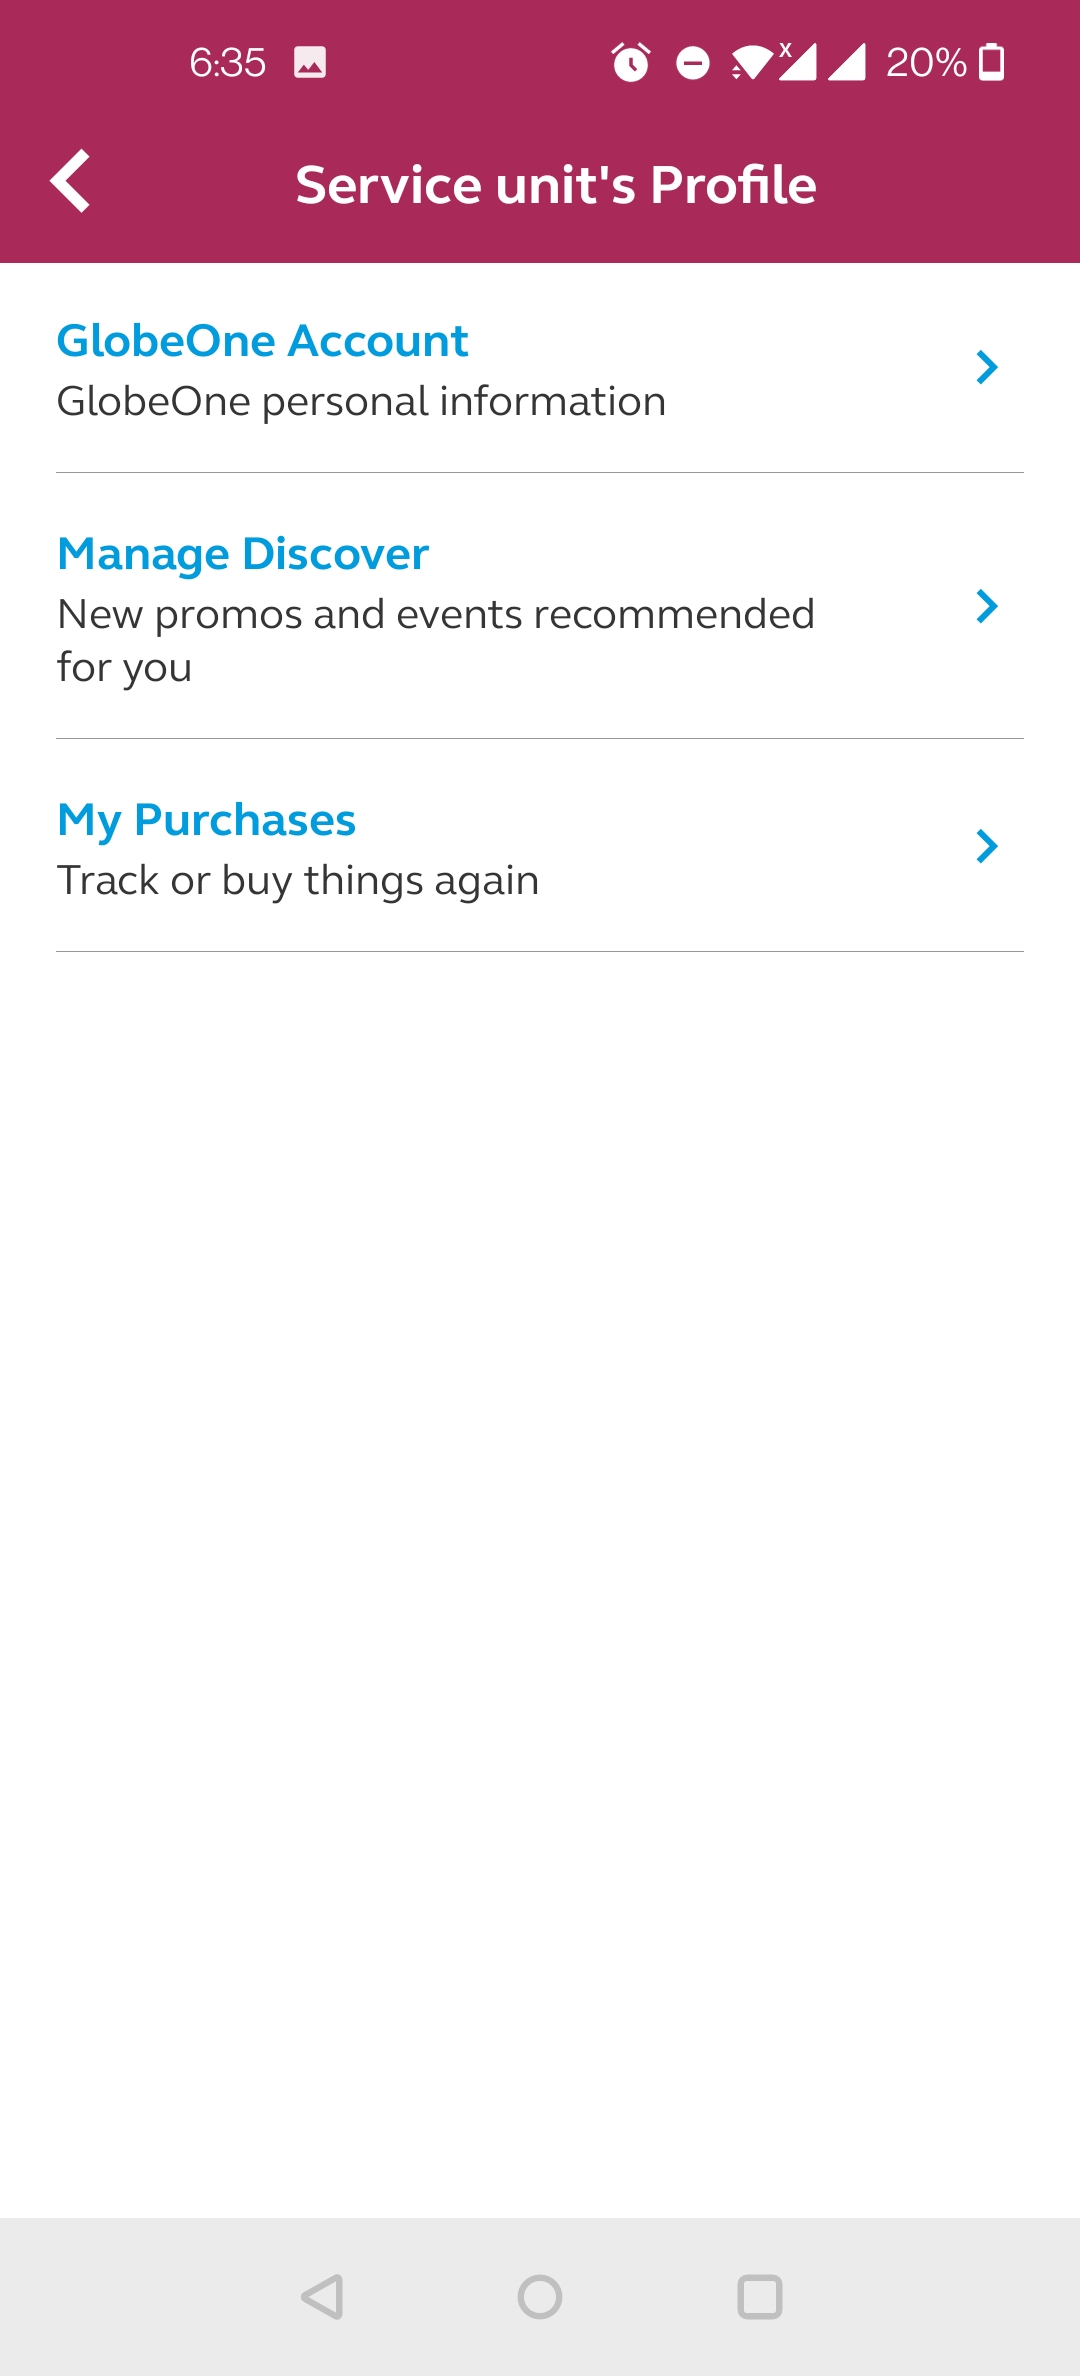 6:35
20%
Service unit's Profile
GlobeOne Account
GlobeOne personal information
Manage Discover
New promos and events recommended
for you
My Purchases
Track or buy things again